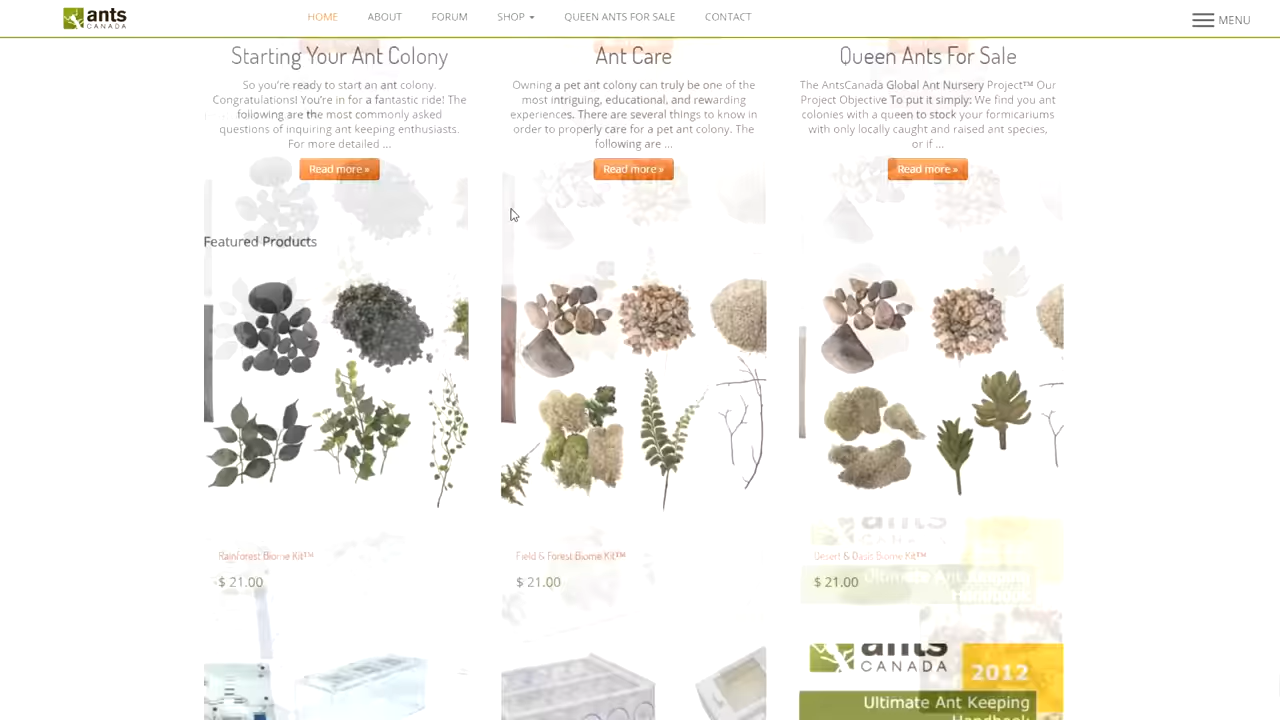 ants
CANADA
HOME
ABOUT
FORUM
SHOP
QUEEN ANTS FOR SALE
CONTACT
MENU
Starting Your Ant Colony
So you're ready to start an ant colony.
Congratulations! You're in for a fantastic ride! The
following are the most commonly asked
questions of inquiring ant keeping enthusiasts.
For more detailed ...
Read more »
Ant Care
Owning a pet ant colony can truly be one of the
most intriguing, educational, and rewarding
experiences. There are several things to know in
order to properly care for a pet ant colony. The
following are ...
Read more »
Queen Ants For Sale
The AntsCanada Global Ant Nursery Project™ Our
Project Objective To put it simply: We find you ant
colonies with a queen to stock your formicariums
with only locally caught and raised ant species,
or if ...
Read more »
Featured Products
Rainforest Biome Kit™
$ 21.00
Field & Forest Biome Kit™
$ 21.00
Desert & Oasis Biome Kit™
$ 21.00
ants
CANADA
2012
Ultimate Ant Keeping
Handbook